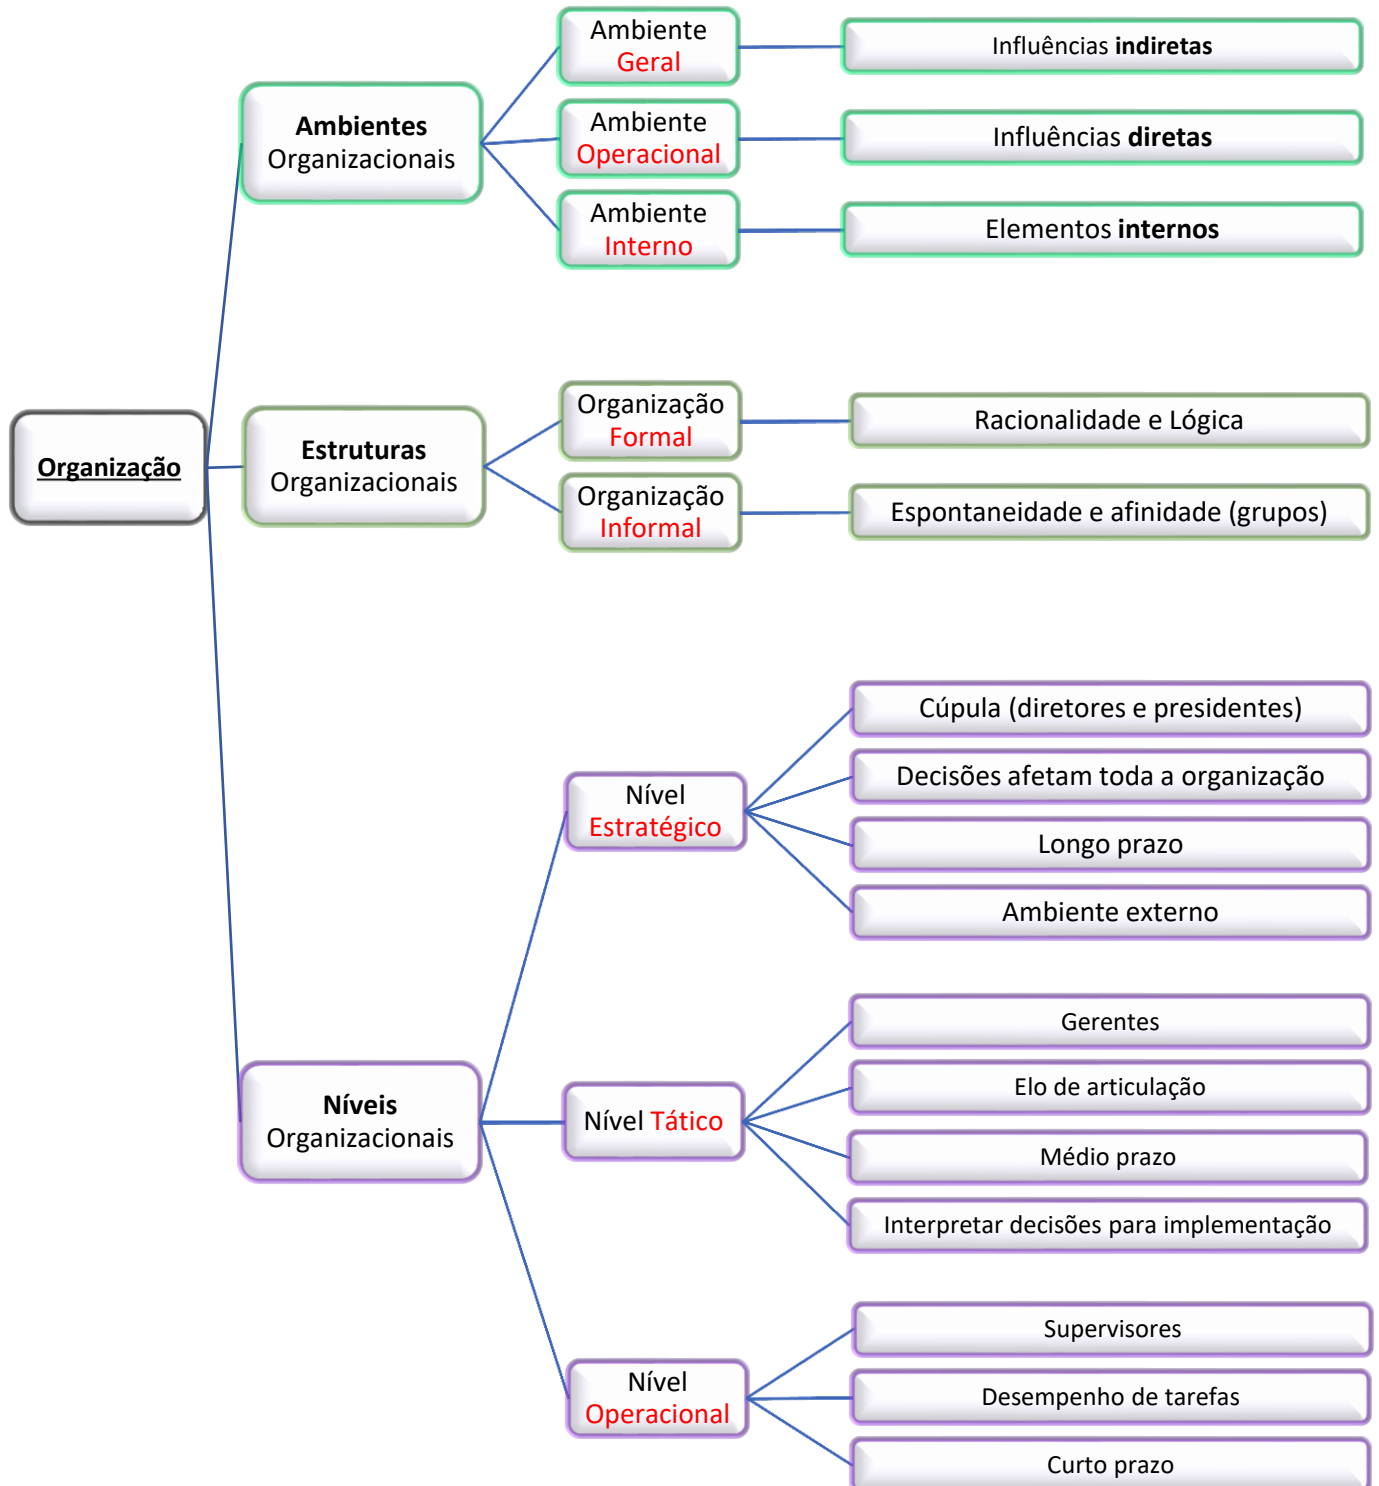 Organização
Ambientes
Organizacionais
Ambiente
Geral
Influências indiretas
Ambiente
Operacional
Influências diretas
Ambiente
Interno
Elementos internos
Estruturas
Organizacionais
Organização
Formal
Racionalidade e Lógica
Organização
Informal
Espontaneidade e afinidade (grupos)
Níveis
Organizacionais
Nível
Estratégico
Cúpula (diretores e presidentes)
Decisões afetam toda a organização
Longo prazo
Ambiente externo
Nível Tático
Gerentes
Elo de articulação
Médio prazo
Interpretar decisões para implementação
Nível
Operacional
Supervisores
Desempenho de tarefas
Curto prazo